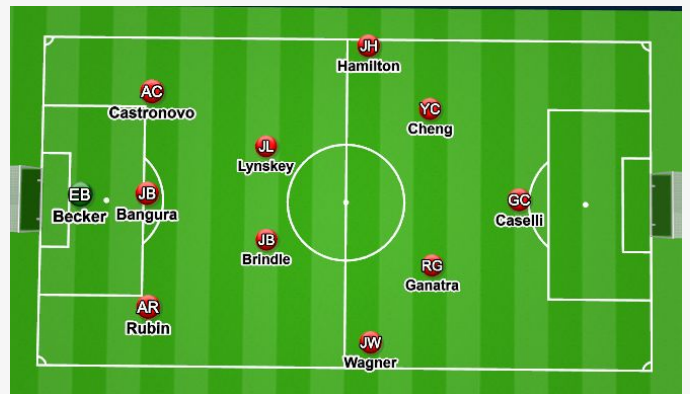 JH
Hamilton
AC
Castronovo
YC
Cheng
JL
Lynskey
EB
Becker
JB
Bangura
GC
Caselli
JB
Brindle
RG
Ganatra
AR
Rubin
JW
Wagner